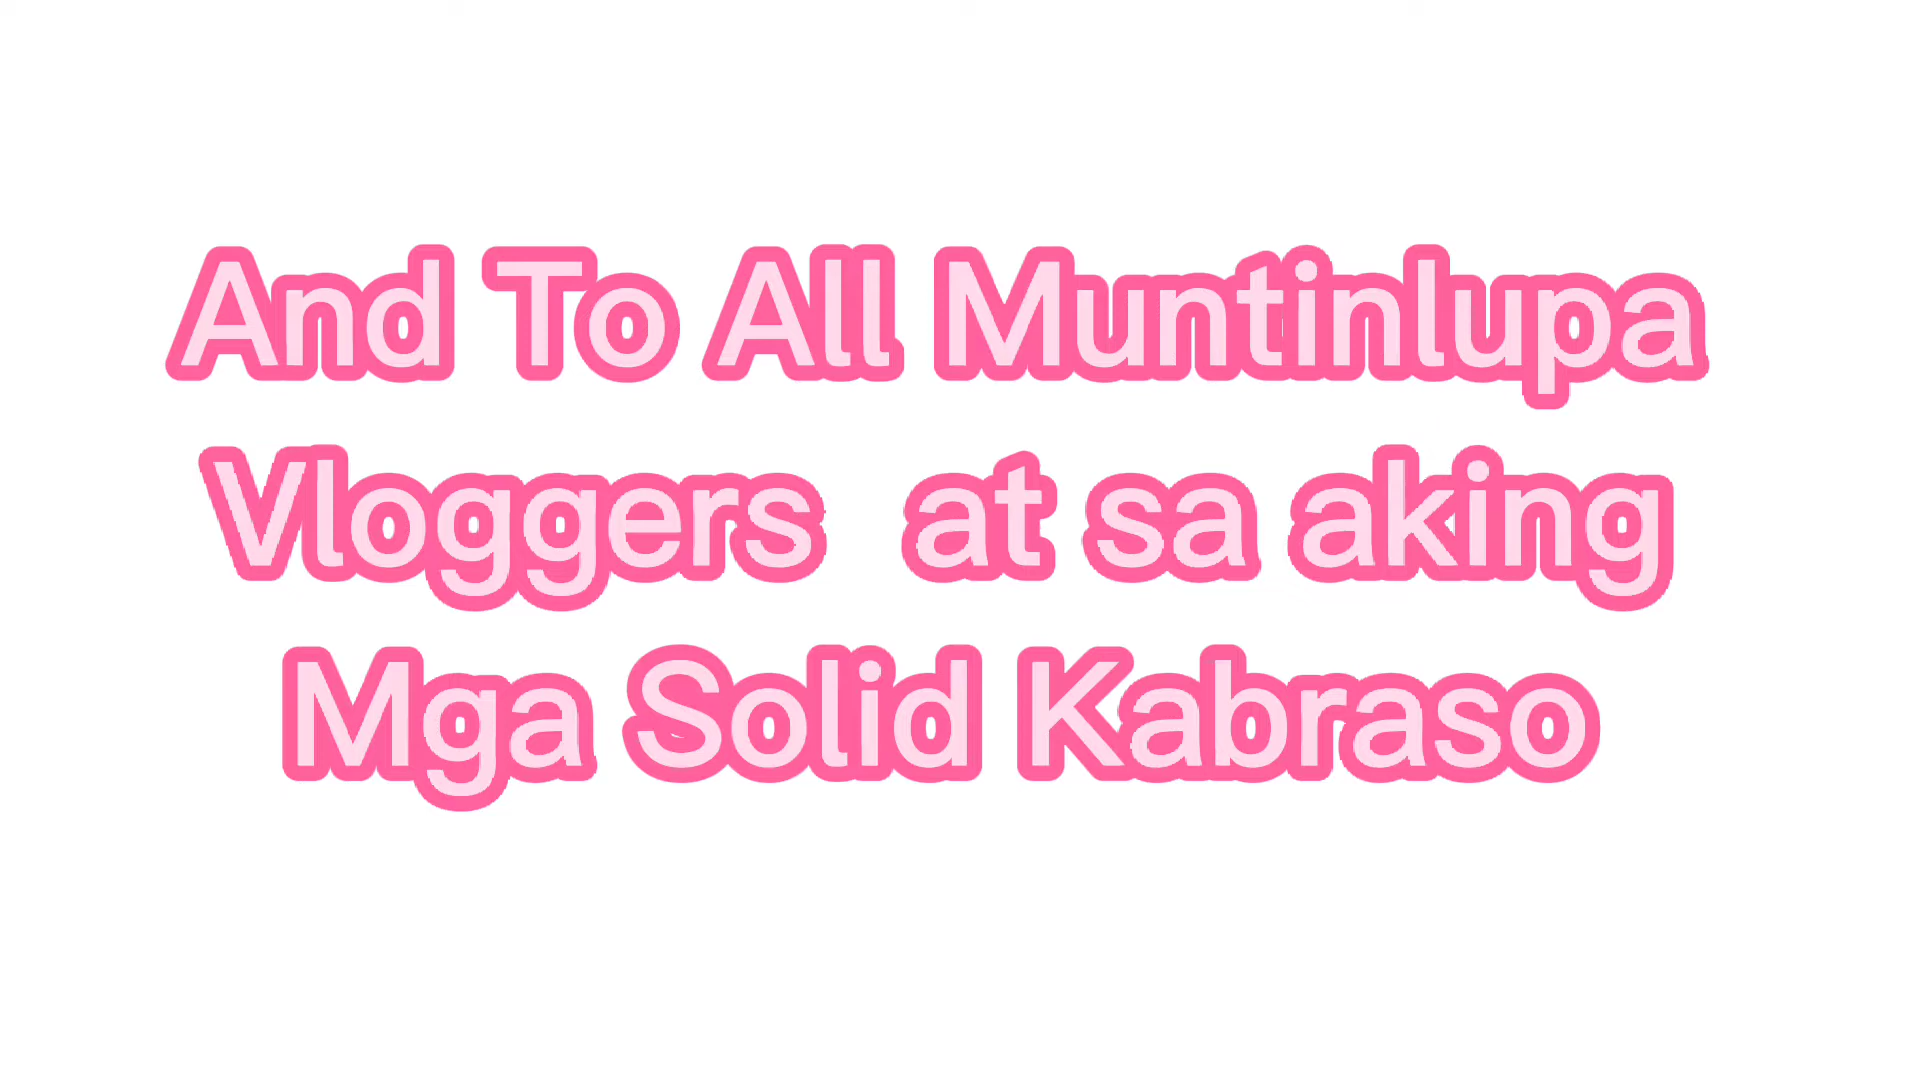 And To All Muntinlupa
Vloggers  at sa aking
Mga Solid Kabraso